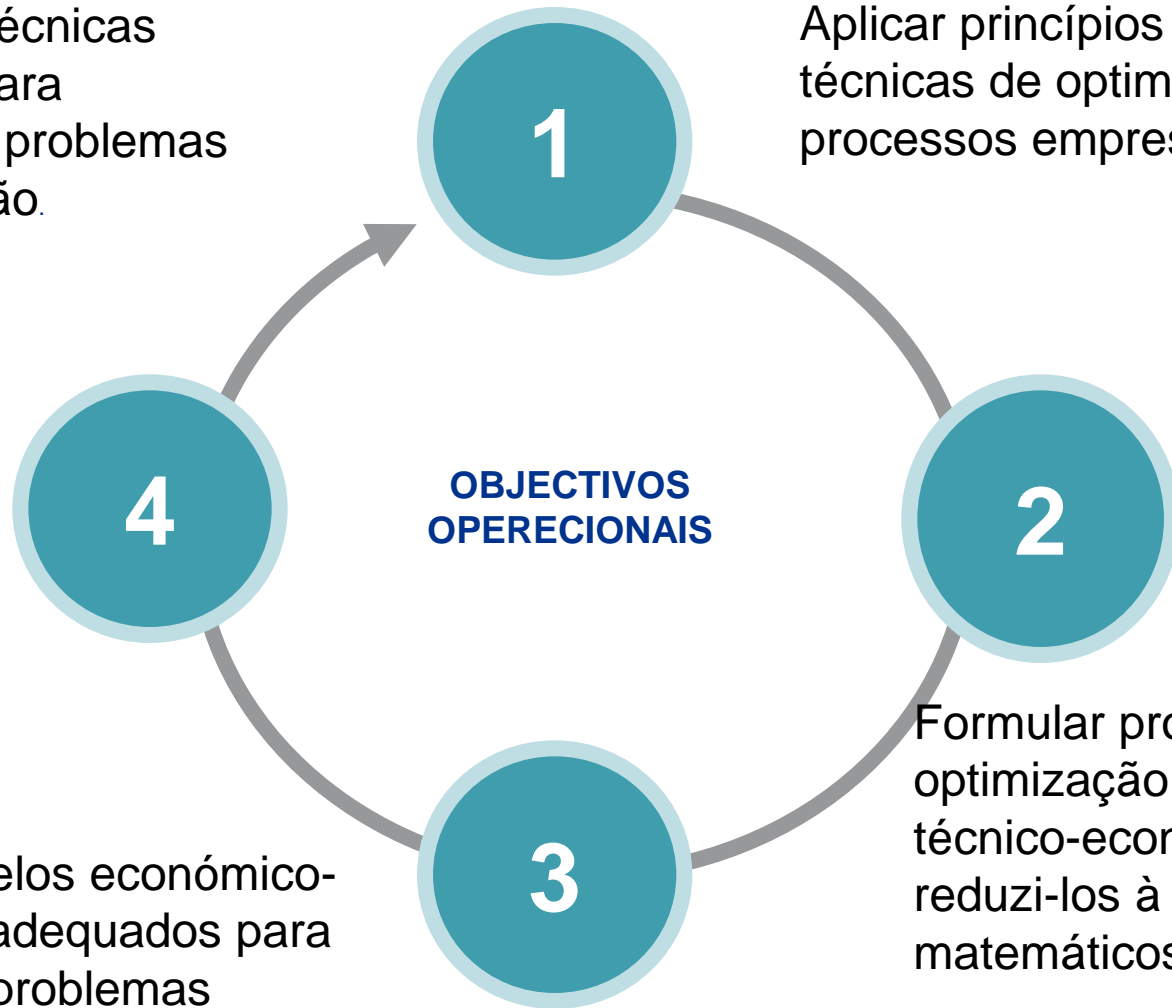 écnicas
ara
problemas
ão.
1
Aplicar princípios
técnicas de optim
processos empres
4
OBJECTIVOS
OPERECIONAIS
2
3
elos económico-
adequados para
problemas
Formular pro
optimização
técnico-econ
reduzi-los à
matemáticos